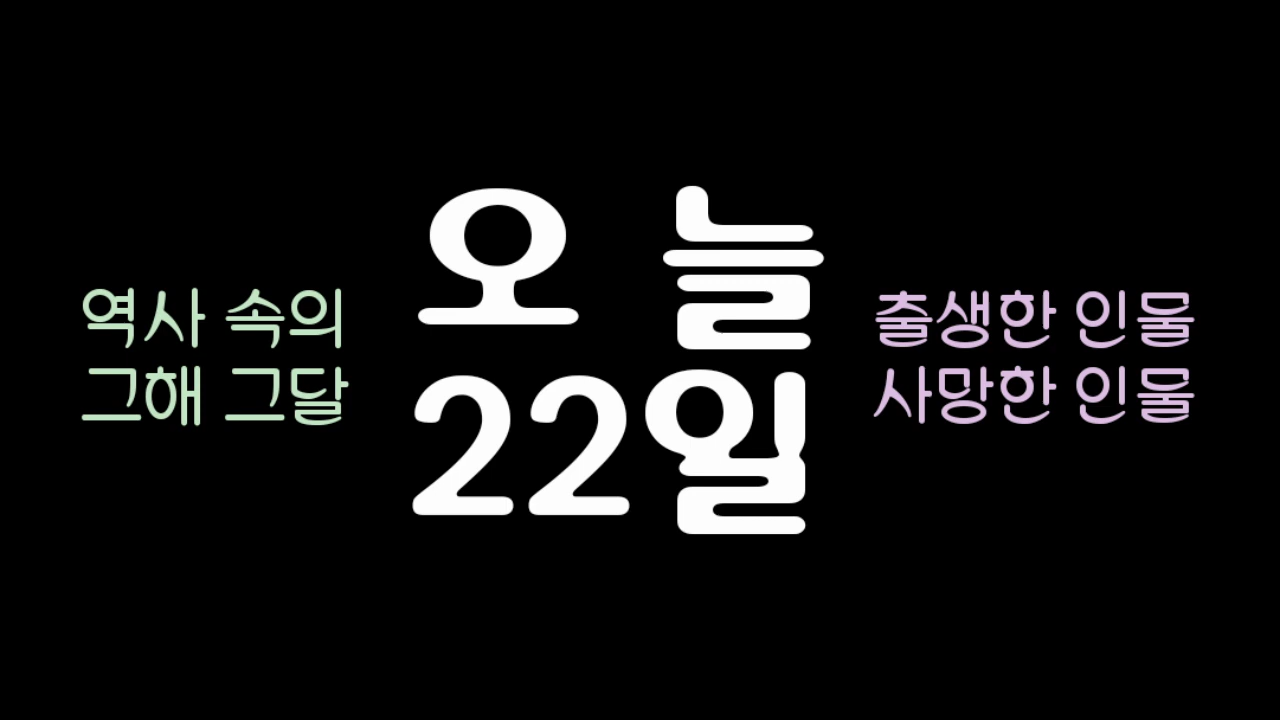 역사 속의
그해 그달
오 늘
22일
출생한 인물
사망한 인물